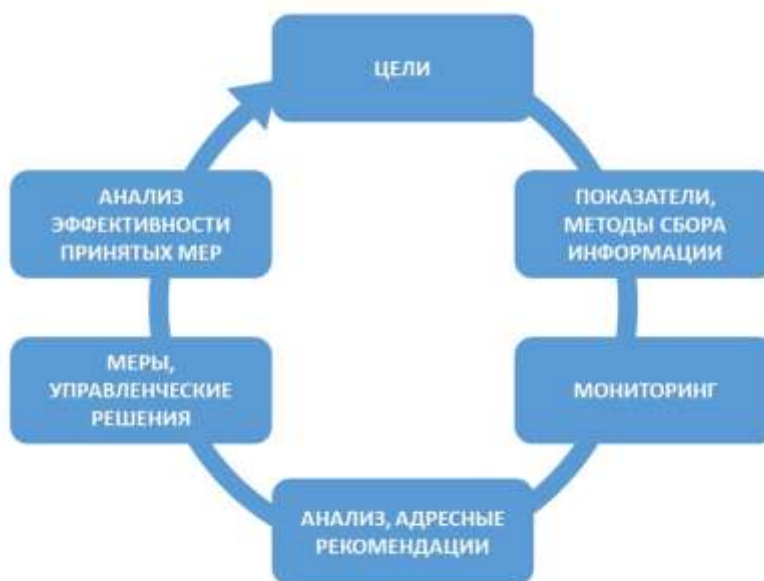 ЦЕЛИ
ПОКАЗАТЕЛИ,
МЕТОДЫ СБОРА
ИНФОРМАЦИИ
МОНИТОРИНГ
АНАЛИЗ, АДРЕСНЫЕ
РЕКОМЕНДАЦИИ
МЕРЫ,
УПРАВЛЕНЧЕСКИЕ
РЕШЕНИЯ
АНАЛИЗ
ЭФФЕКТИВНОСТИ
ПРИНЯТЫХ МЕР